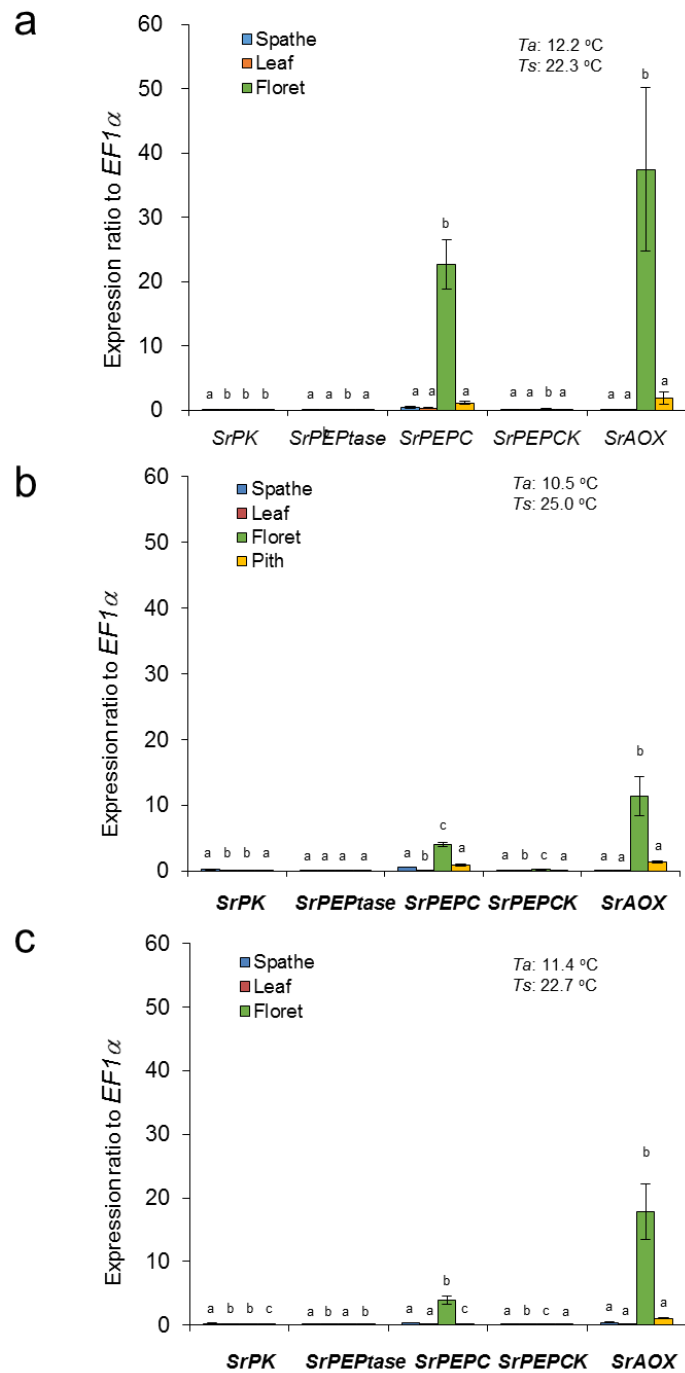 a
60
50
40
30
20
10
0
Expression ratio to EF1α
Spathe
Leaf
Floret
Ta: 12.2 °C
Ts: 22.3 °C
a b b b a a b a a a b a a a b a a a b a
SrPK SrPEPtase SrPEPC SrPEPCK SrAOX
b
b
60
50
40
30
20
10
0
Expression ratio to EF1α
Spathe
Leaf
Floret
Pith
Ta: 10.5 °C
Ts: 25.0 °C
a b b a a a a a a b c a a b c a a a b a
SrPK SrPEPtase SrPEPC SrPEPCK SrAOX
c
60
50
40
30
20
10
0
Expression ratio to EF1α
Spathe
Leaf
Floret
Ta: 11.4 °C
Ts: 22.7 °C
a b b c a b a b a a b c a b c a a a b a
SrPK SrPEPtase SrPEPC SrPEPCK SrAOX